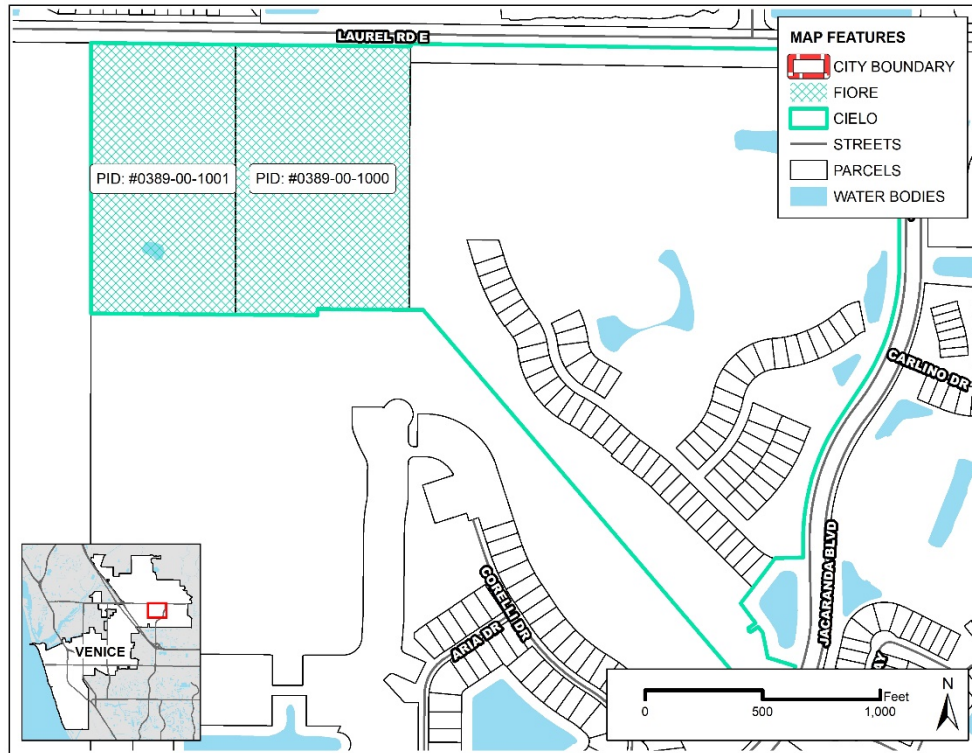 LAUREL RD E
MAP FEATURES
CITY BOUNDARY
FIORE
CIELO
STREETS
PARCELS
WATER BODIES
PID: #0389-00-1001
PID: #0389-00-1000
CARLINO DR
JACARANDA BLVD
CORELLI DR
ARIA DR
VENICE
Feet
0 500 1,000
N